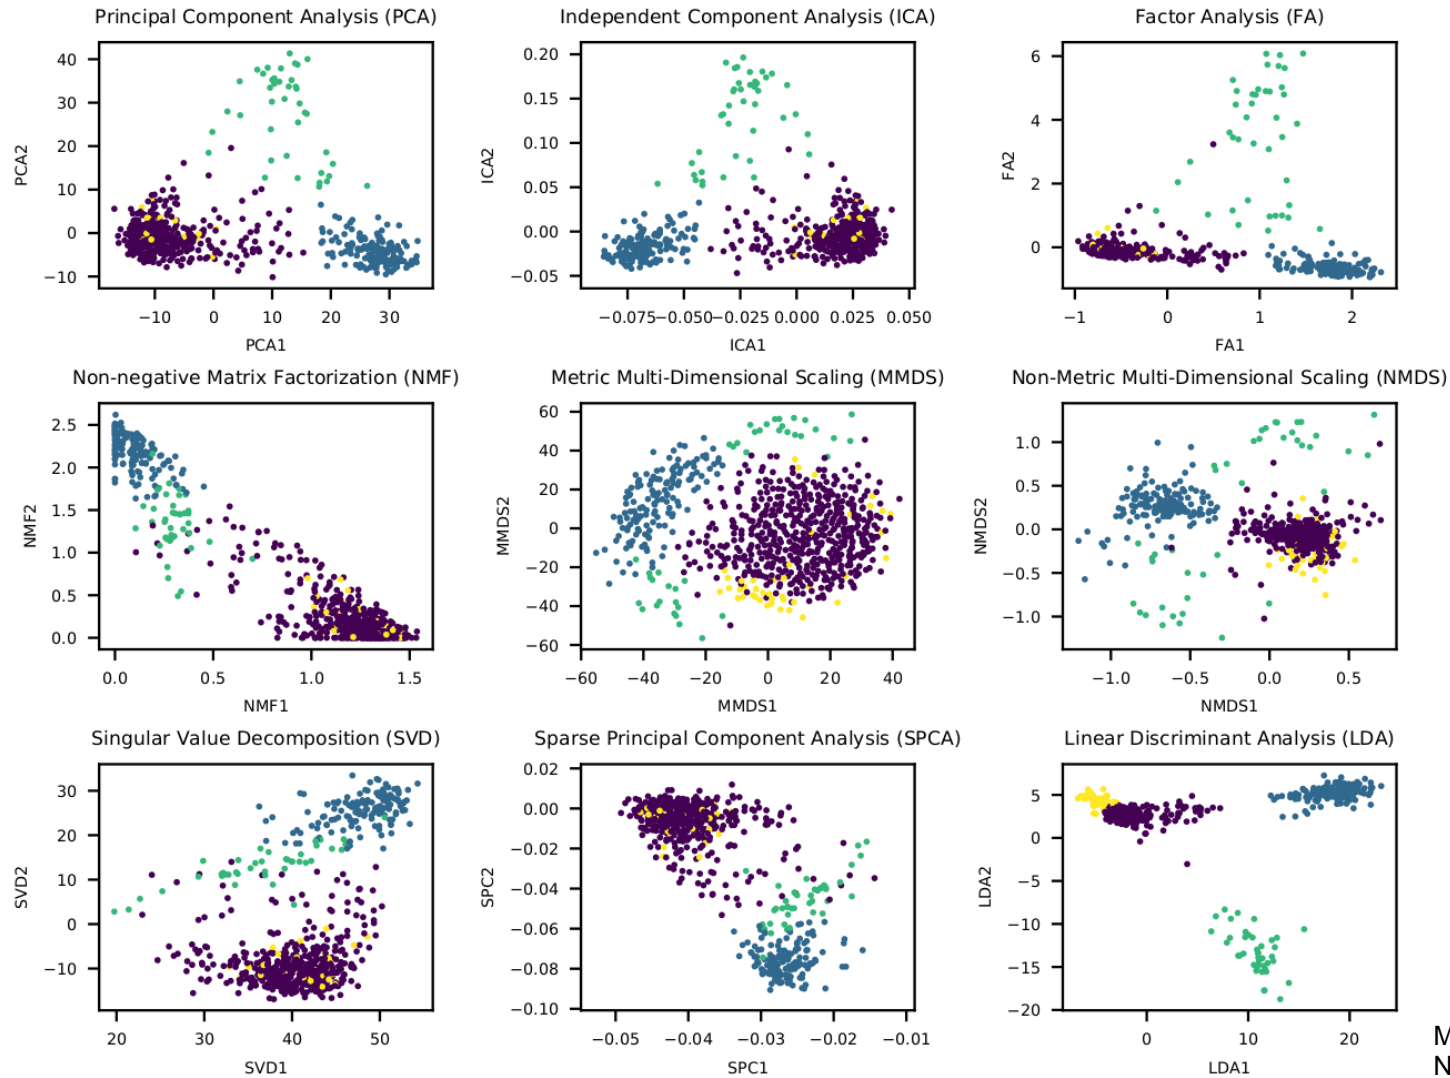 Principal Component Analysis (PCA)
PCA2
40
30
20
10
0
−10
−10 0 10 20 30
PCA1
Independent Component Analysis (ICA)
ICA2
0.20
0.15
0.10
0.05
0.00
−0.05
−0.075 −0.050 −0.025 0.000 0.025 0.050
ICA1
Factor Analysis (FA)
FA2
6
4
2
0
−1 0 1 2
FA1
Non-negative Matrix Factorization (NMF)
NMF2
2.5
2.0
1.5
1.0
0.5
0.0
0.0 0.5 1.0 1.5
NMF1
Metric Multi-Dimensional Scaling (MMDS)
MMDS2
60
40
20
0
−20
−40
−60
−60 −40 −20 0 20 40
MMDS1
Non-Metric Multi-Dimensional Scaling (NMDS)
NMDS2
1.0
0.5
0.0
−0.5
−1.0
−1.0 −0.5 0.0 0.5
NMDS1
Singular Value Decomposition (SVD)
SVD2
30
20
10
0
−10
20 30 40 50
SVD1
Sparse Principal Component Analysis (SPCA)
SPC2
0.02
0.00
−0.02
−0.04
−0.06
−0.08
−0.10
−0.05 −0.04 −0.03 −0.02 −0.01
SPC1
Linear Discriminant Analysis (LDA)
LDA2
5
0
−5
−10
−15
−20
0 10 20
LDA1
M
N